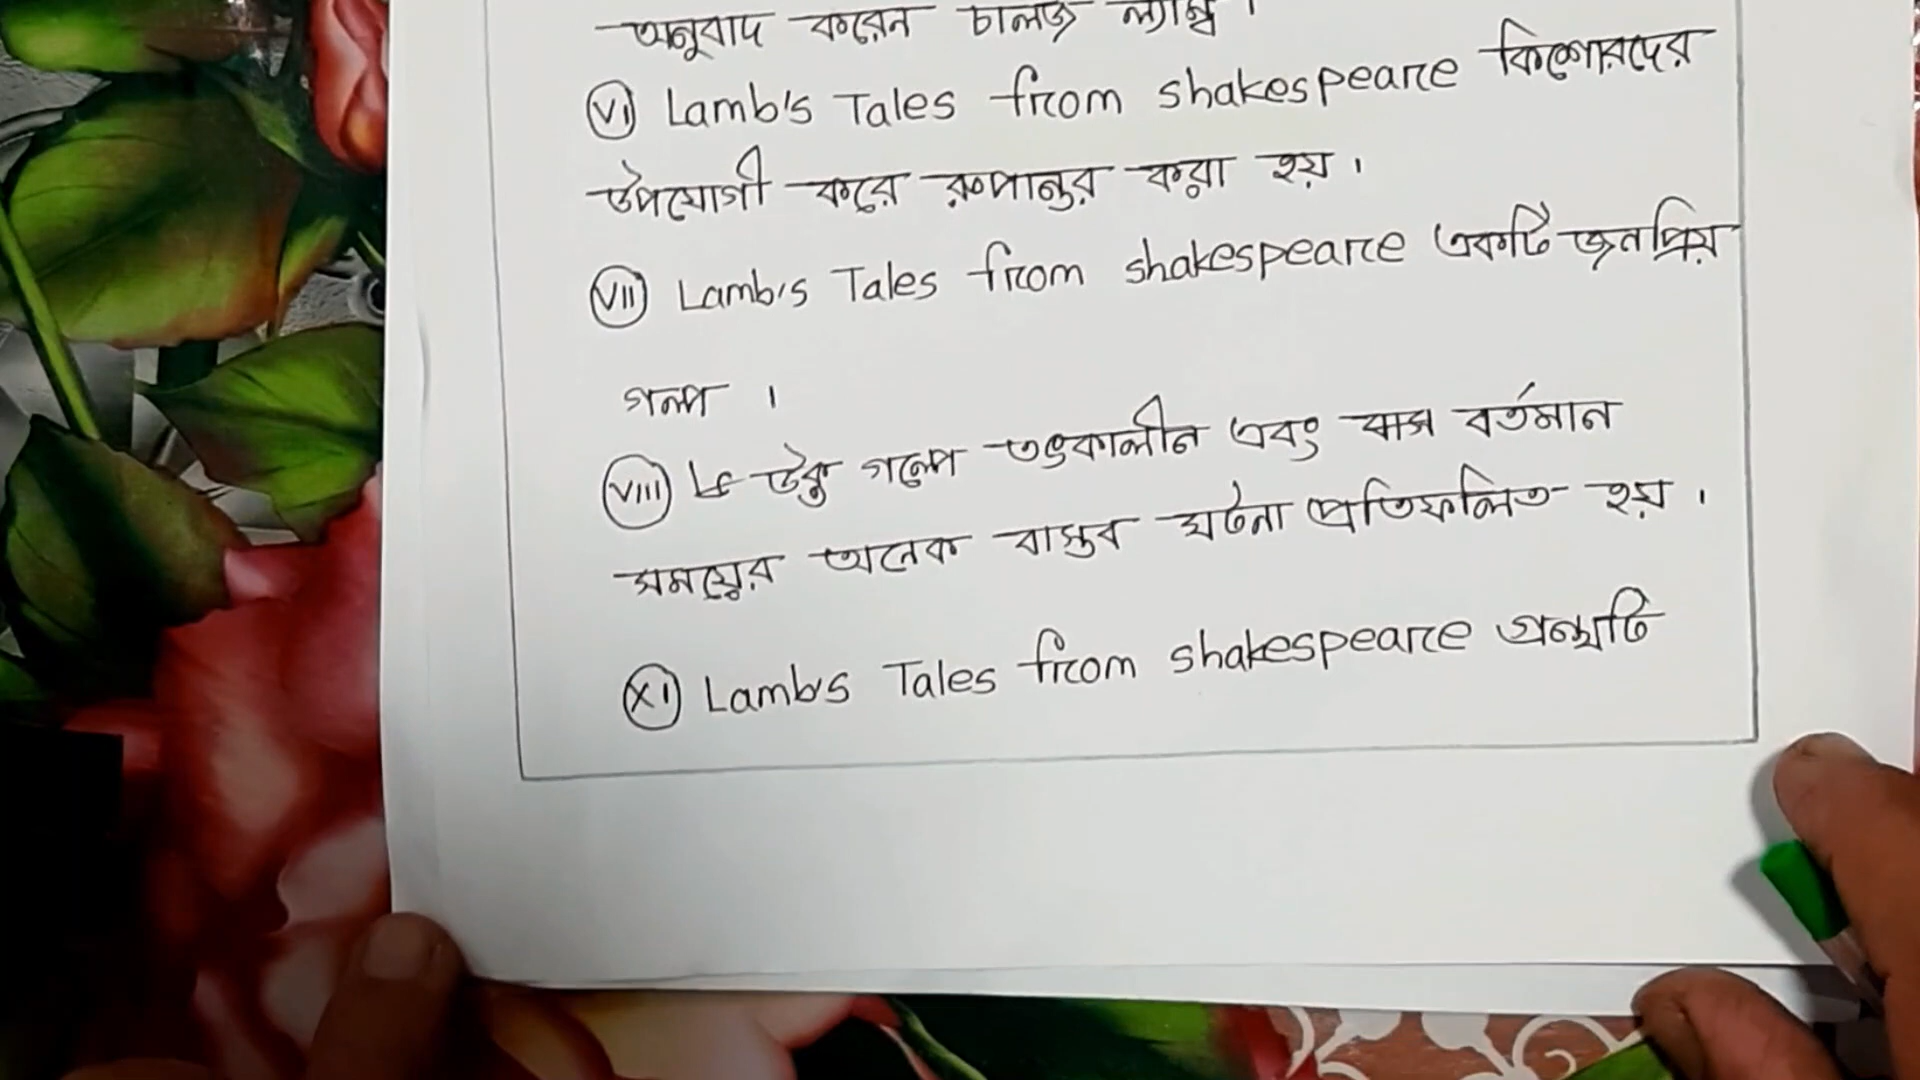 অনুবাদ করেন চালজ ল্যাম্ব ।
(VI) Lamb's Tales from shakespeare কিশোরদের
উপযোগী করে রুপান্তর করা হয় ।
(VII) Lamb's Tales from shakespeare একটি জনপ্রিয়
গল্প ।
(VIII) উক্ত গল্পে তৎকালীন এবং বর্তমান
সময়ের অনেক বাস্তব ঘটনা প্রতিফলিত হয় ।
(XI) Lamb's Tales from shakespeare গ্রন্থটি